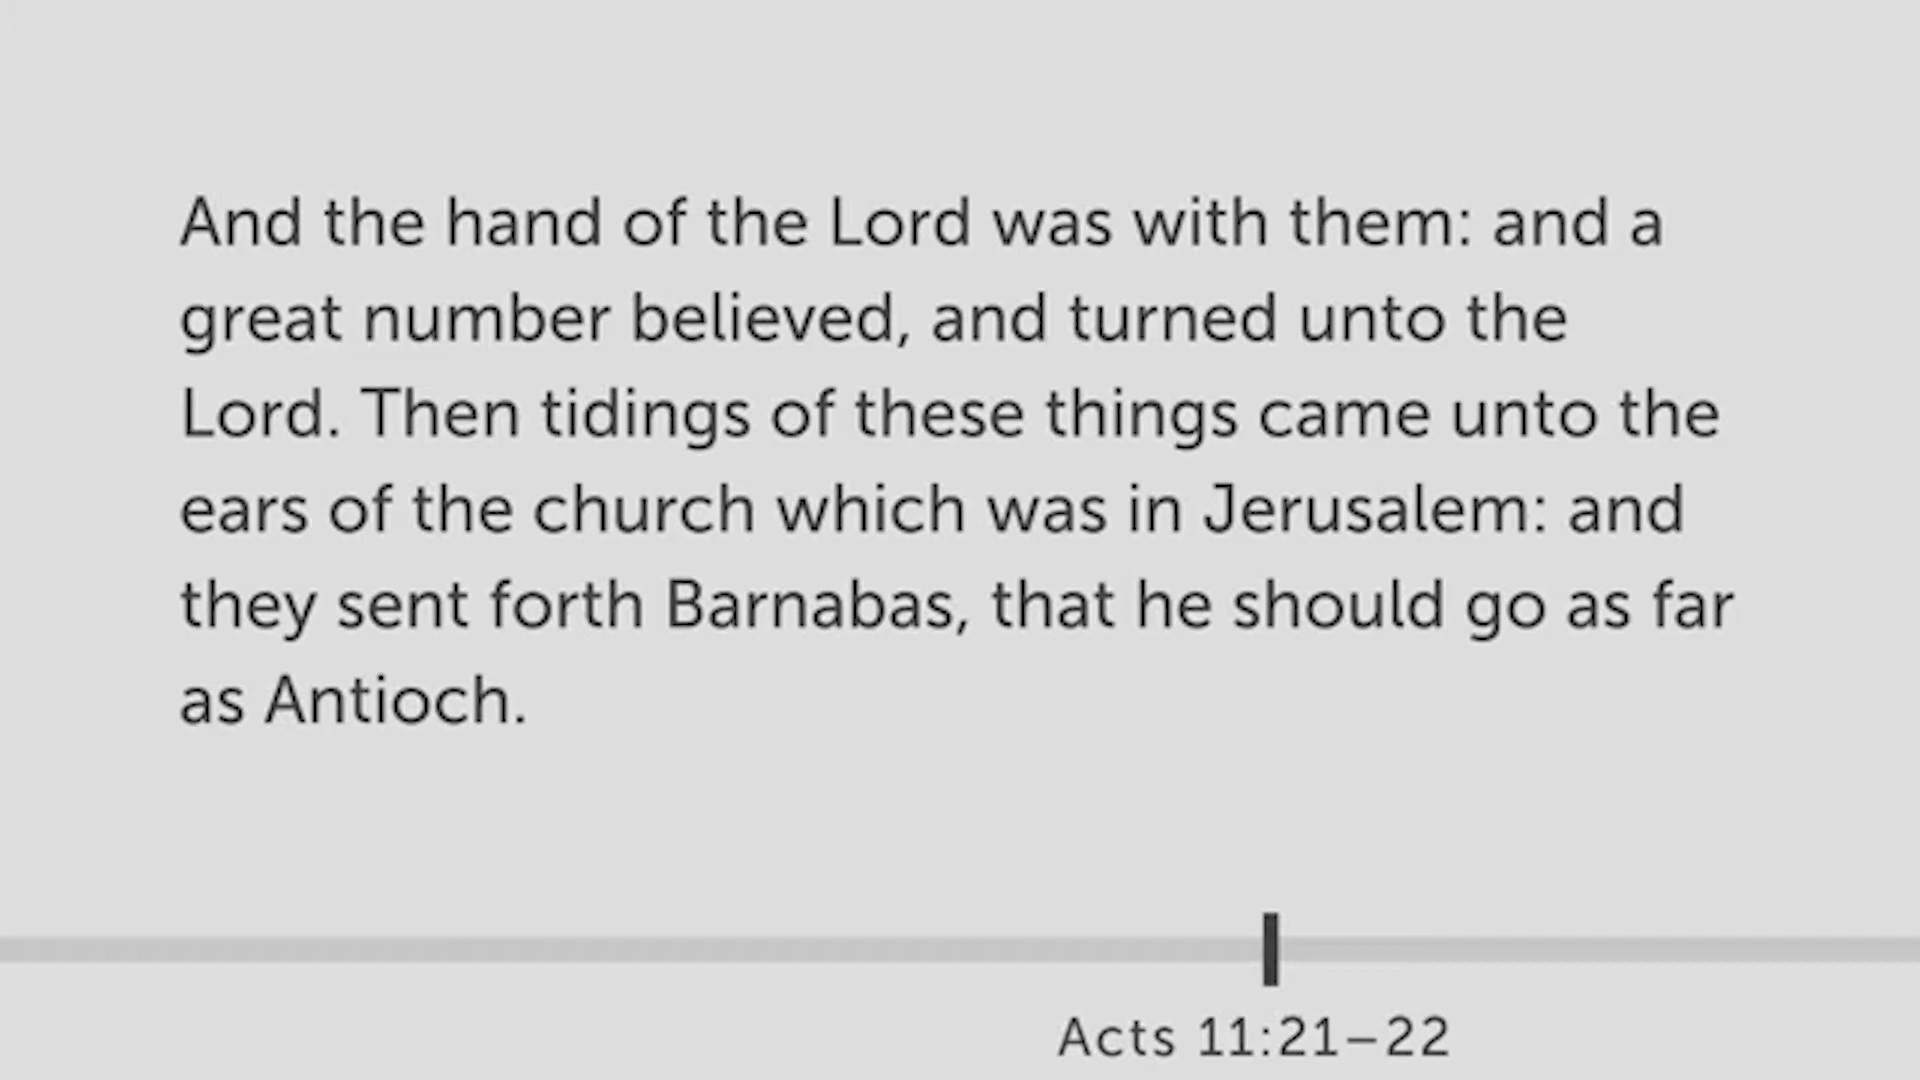 And the hand of the Lord was with them: and a
great number believed, and turned unto the
Lord. Then tidings of these things came unto the
ears of the church which was in Jerusalem: and
they sent forth Barnabas, that he should go as far
as Antioch.
Acts 11:21–22